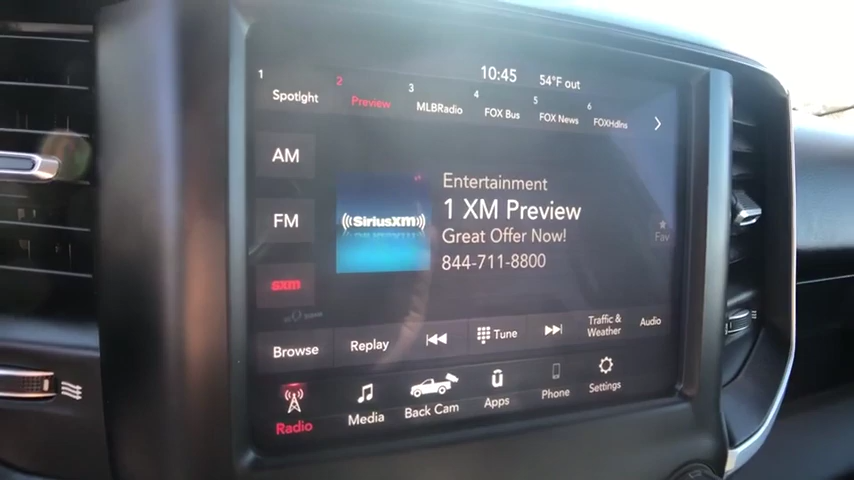 10:45 54°F out
1 Spotlght 2 Preview 3 MLBRadio 4 FOX Bus 5 FOX News 6 FOXHdlns
AM
FM
sxm
((SiriusXM))
Entertainment
1 XM Preview
Great Offer Now!
844-711-8800
Fav
Browse Replay Tune Traffic & Weather Audio
Radio Media Back Cam Apps Phone Settings